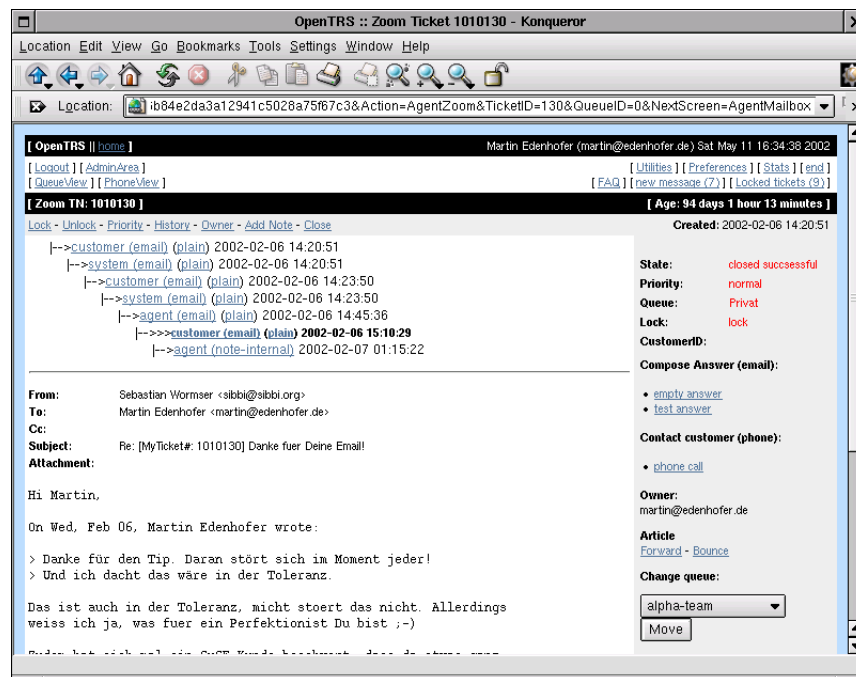 OpenTRS :: Zoom Ticket 1010130 - Konqueror
Location Edit View Go Bookmarks Tools Settings Window Help
Location: ib84e2da3a12941c5028a75f67c3&Action=AgentZoom&TicketID=130&QueueID=0&NextScreen=AgentMailbox
[ OpenTRS || home ] Martin Edenhofer (martin@edenhofer.de) Sat May 11 16:34:38 2002
[ Logout ] [ AdminArea ] [ Utilities ] [ Preferences ] [ Stats ] [ end ]
[ QueueView ] [ PhoneView ] [ FAQ ] [ new message (7) ] [ Locked tickets (9) ]
[ Zoom TN: 1010130 ] [ Age: 94 days 1 hour 13 minutes ]
Lock - Unlock - Priority - History - Owner - Add Note - Close Created: 2002-02-06 14:20:51
|-->customer (email) (plain) 2002-02-06 14:20:51
|-->system (email) (plain) 2002-02-06 14:20:51
|-->customer (email) (plain) 2002-02-06 14:23:50
|-->system (email) (plain) 2002-02-06 14:23:50
|-->agent (email) (plain) 2002-02-06 14:45:36
|-->>>customer (email) (plain) 2002-02-06 15:10:29
|-->agent (note-internal) 2002-02-07 01:15:22
From: Sebastian Wormser <sibbi@sibbi.org>
To: Martin Edenhofer <martin@edenhofer.de>
Cc:
Subject: Re: [MyTicket#: 1010130] Danke fuer Deine Email!
Attachment:
Hi Martin,
On Wed, Feb 06, Martin Edenhofer wrote:
> Danke für den Tip. Daran stört sich im Moment jeder!
> Und ich dacht das wäre in der Toleranz.
Das ist auch in der Toleranz, micht stoert das nicht. Allerdings
weiss ich ja, was fuer ein Perfektionist Du bist ;-)
State: closed succsessful
Priority: normal
Queue: Privat
Lock: lock
CustomerID:
Compose Answer (email):
• empty answer
• test answer
Contact customer (phone):
• phone call
Owner:
martin@edenhofer.de
Article
Forward - Bounce
Change queue:
alpha-team
Move